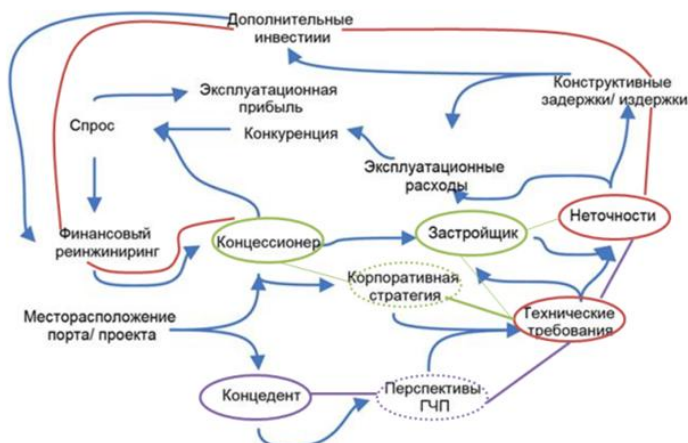 Дополнительные
инвестиии
Конструктивные
задержки/ издержки
Эксплуатационная
прибыль
Спрос
Конкуренция
Эксплуатационные
расходы
Неточности
Финансовый
реинжиниринг
Концессионер
Застройщик
Корпоративная
стратегия
Месторасположение
порта/ проекта
Технические
требования
Концедент
Перспективы
ГЧП